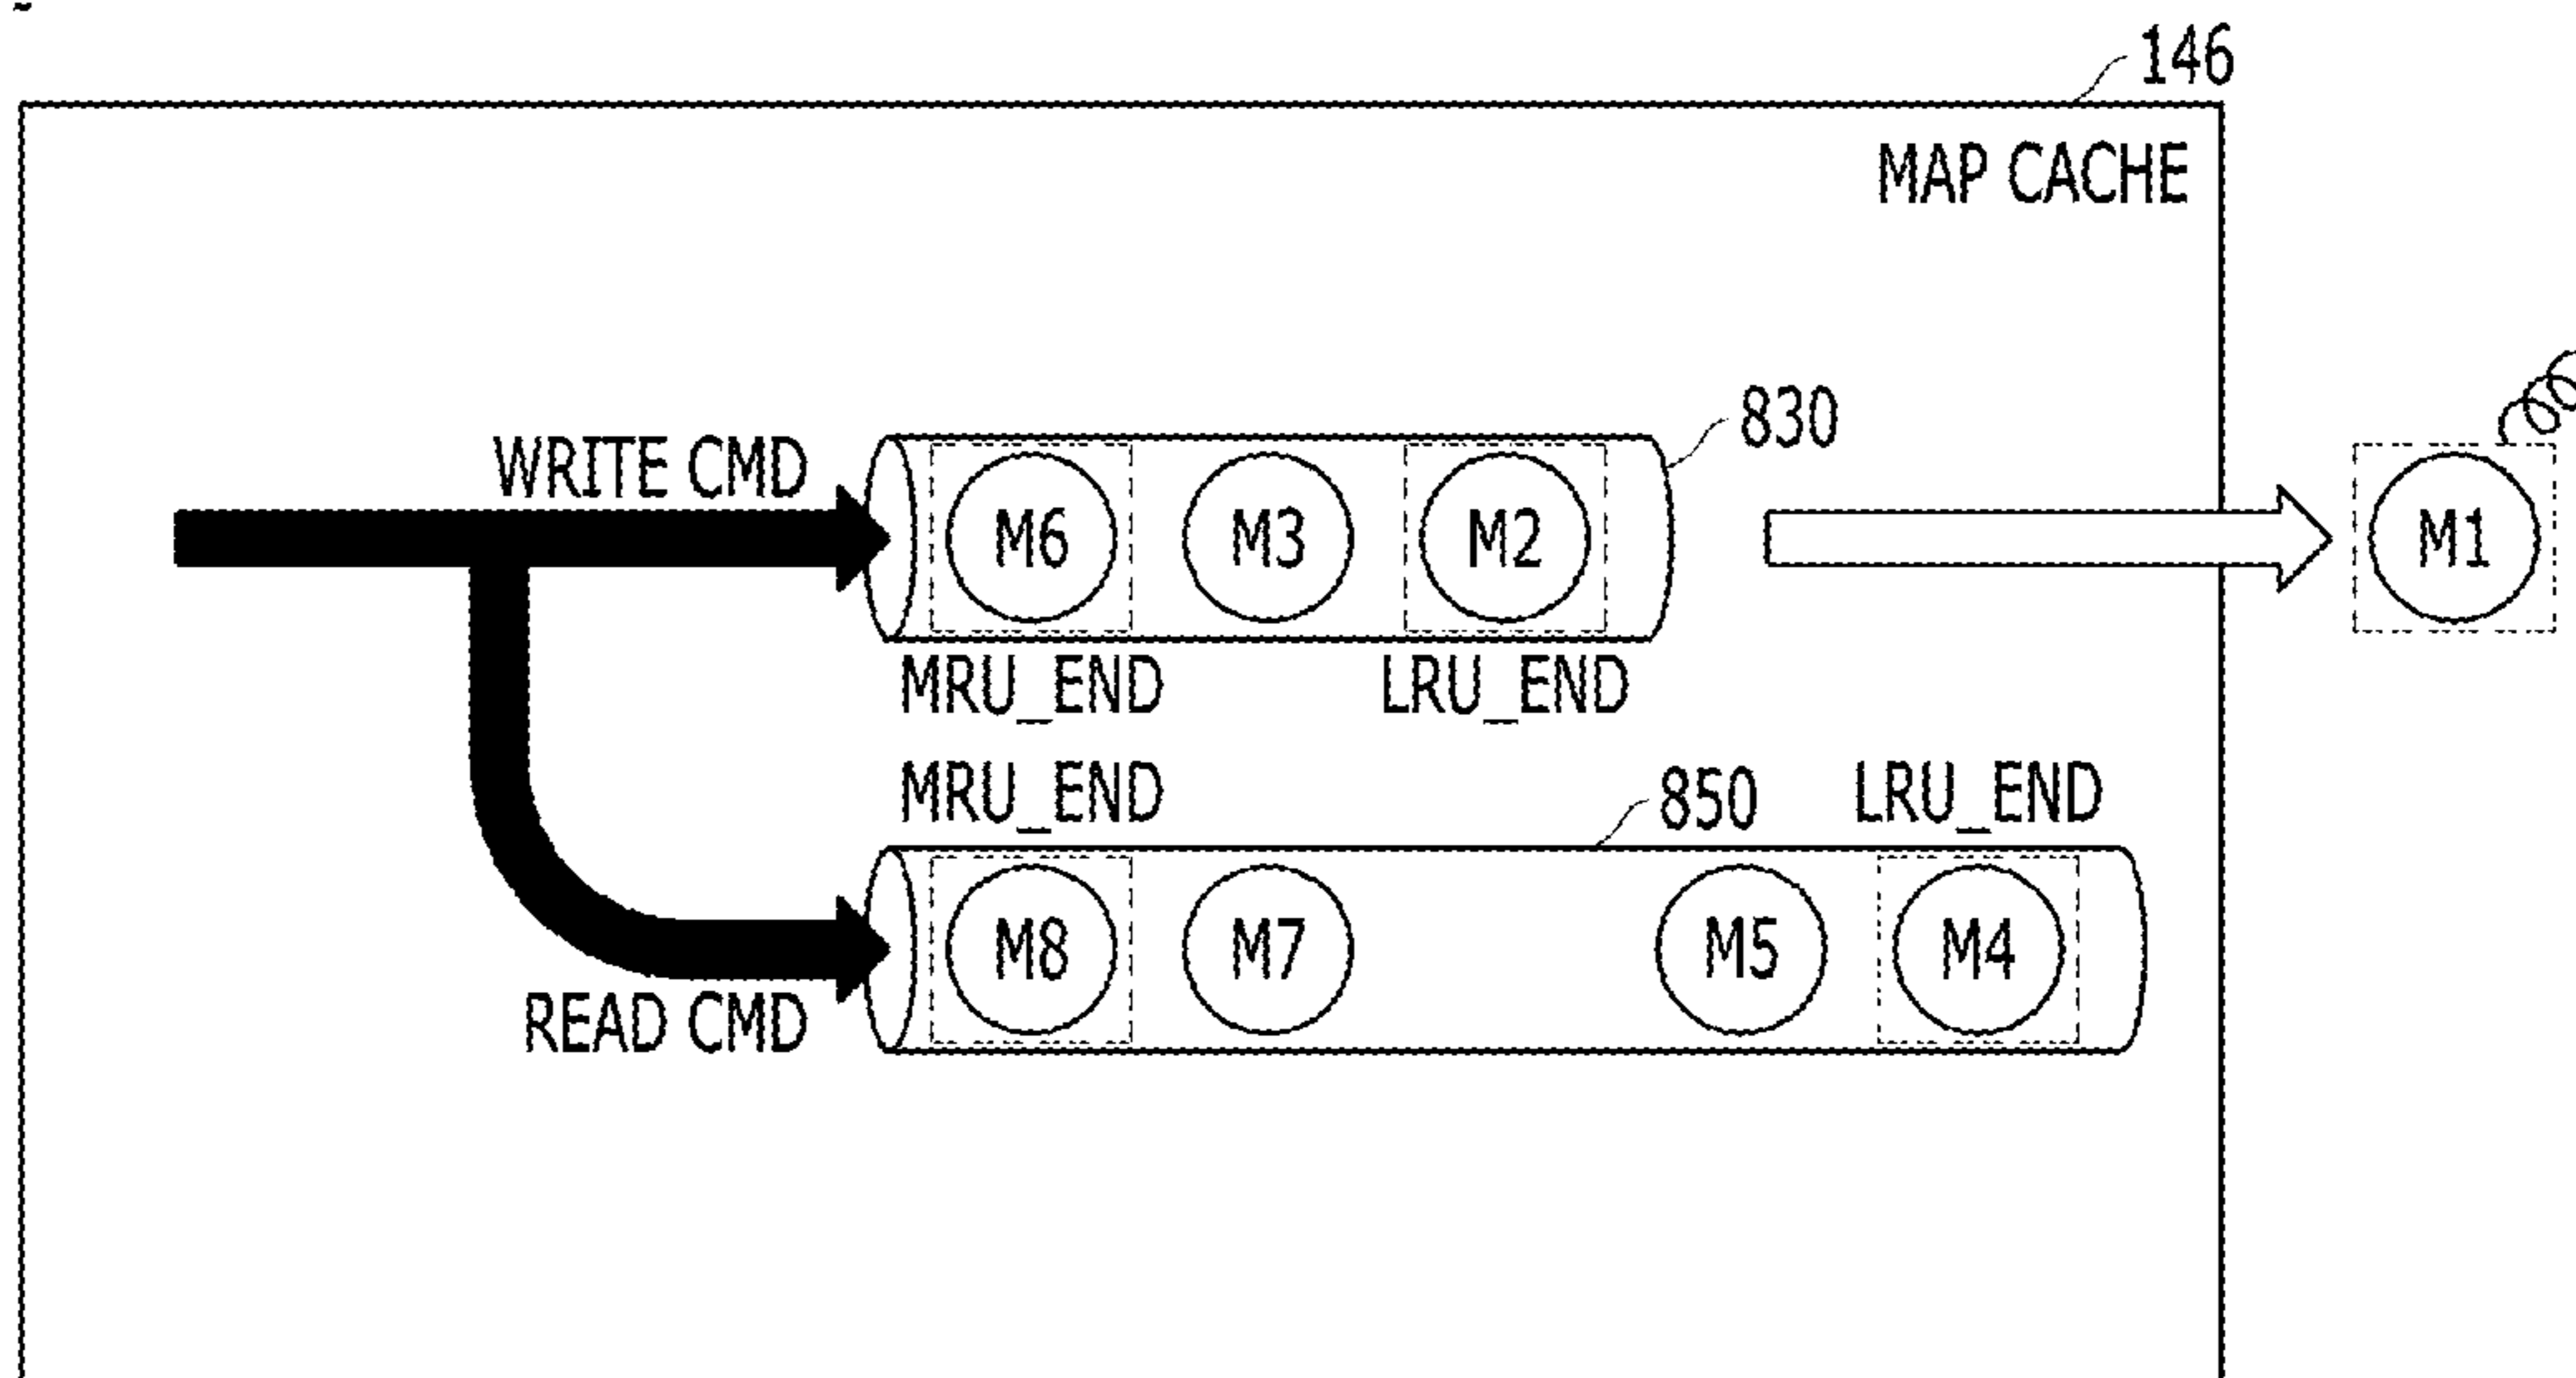 146
MAP CACHE
830
WRITE CMD
M6 M3 M2 M1
MRU_END LRU_END
MRU_END 850 LRU_END
M8 M7 M5 M4
READ CMD